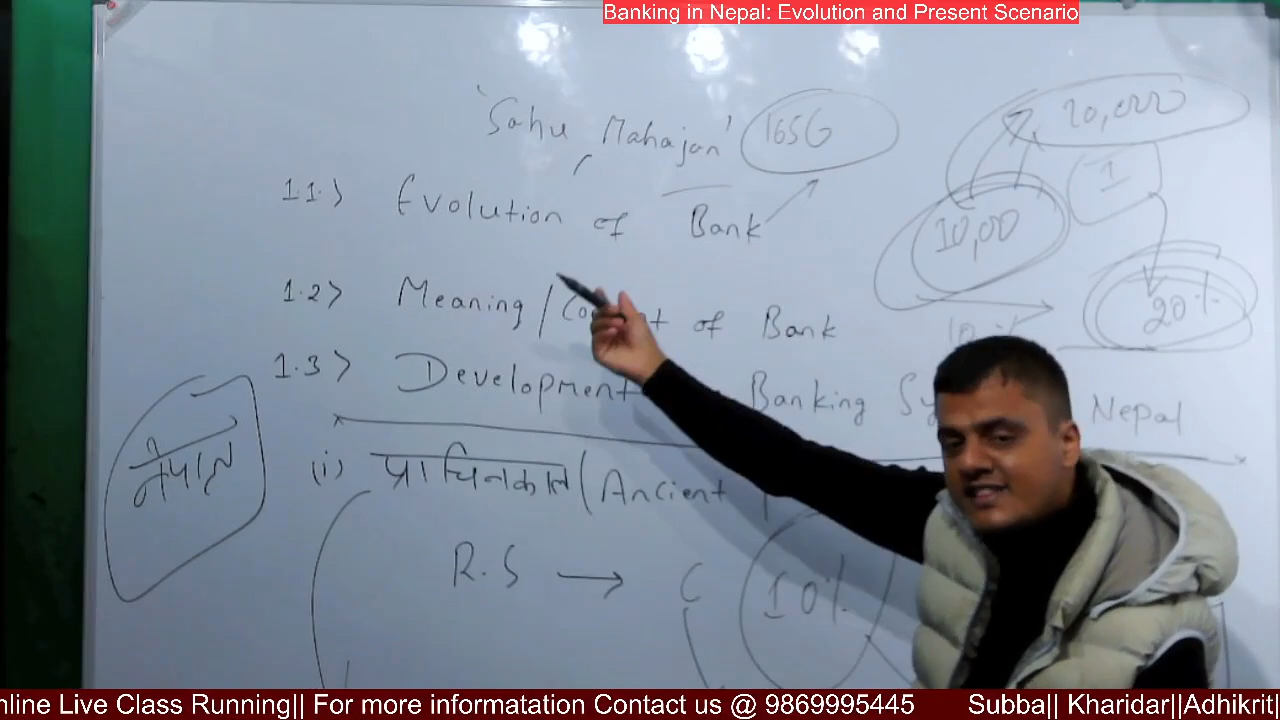 Banking in Nepal: Evolution and Present Scenario
'Sahu Mahajan' 1656
20,000
1
1.1> Evolution of Bank
10,00
20%
1.2> Meaning / of Bank
1.3> Development Banking Nepal
नेपाल
(i) प्राचिनकाल (Ancient
R.S → C 10%
nline Live Class Running|| For more informatation Contact us @ 9869995445 Subba|| Kharidar||Adhikrit|